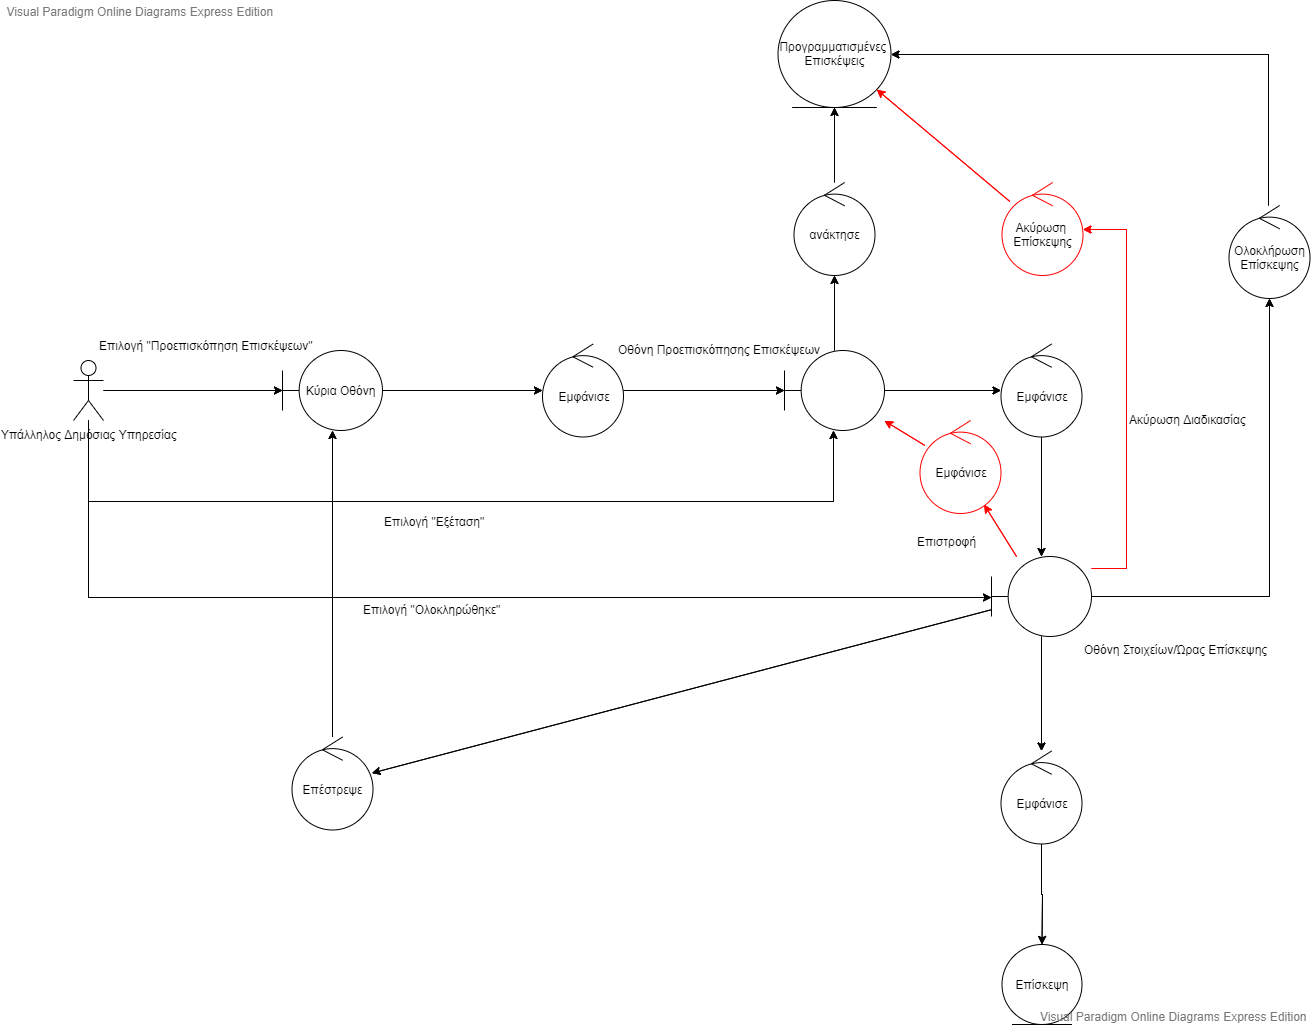 Visual Paradigm Online Diagrams Express Edition
Προγραμματισμένες
Επισκέψεις
ανάκτησε
Ακύρωση
Επίσκεψης
Ολοκλήρωση
Επίσκεψης
Επιλογή "Προεπισκόπηση Επισκέψεων"
Οθόνη Προεπισκόπησης Επισκέψεων
Κύρια Οθόνη
Εμφάνισε
Εμφάνισε
Ακύρωση Διαδικασίας
Υπάλληλος Δημόσιας Υπηρεσίας
Εμφάνισε
Επιλογή "Εξέταση"
Επιστροφή
Επιλογή "Ολοκληρώθηκε"
Οθόνη Στοιχείων/Ώρας Επίσκεψης
Επέστρεψε
Εμφάνισε
Επίσκεψη
Visual Paradigm Online Diagrams Express Edition